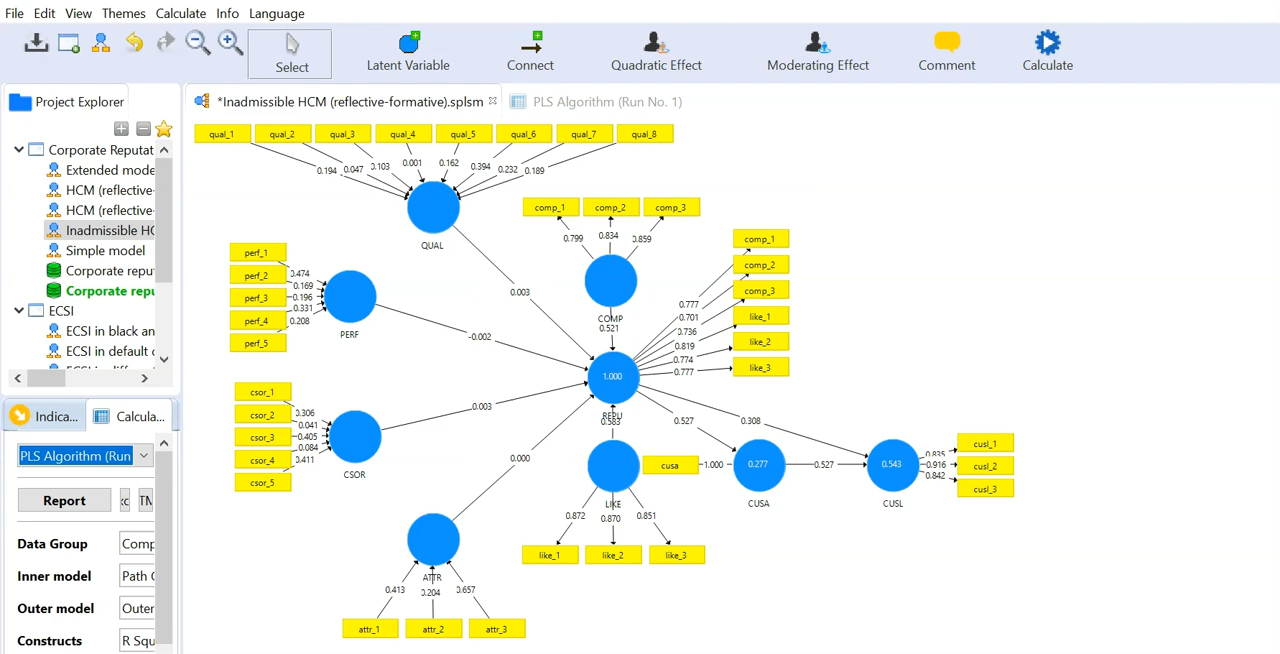 File Edit View Themes Calculate Info Language
Select
Latent Variable
Connect
Quadratic Effect
Moderating Effect
Comment
Calculate
Project Explorer
*Inadmissible HCM (reflective-formative).splsm
PLS Algorithm (Run No. 1)
Corporate Reputat
Extended mode
HCM (reflective-
HCM (reflective-
Inadmissible HC
Simple model
Corporate repu
Corporate repu
ECSI
ECSI in black an
ECSI in default c
Indica...
Calcula...
PLS Algorithm (Run
Report
Data Group
Comp
Inner model
Path C
Outer model
Outer
Constructs
R Squ
qual_1 qual_2 qual_3 qual_4 qual_5 qual_6 qual_7 qual_8
0.194 0.047 0.103 0.001 0.162 0.394 0.232 0.189
QUAL
comp_1 comp_2 comp_3
0.799 0.834 0.859
COMP
0.521
perf_1
perf_2
perf_3
perf_4
perf_5
0.474
0.169
0.196
0.331
0.208
PERF
0.003
-0.002
0.003
0.000
csor_1
csor_2
csor_3
csor_4
csor_5
0.306
0.041
0.405
0.084
0.411
CSOR
ATTR
0.413 0.204 0.657
attr_1 attr_2 attr_3
1.000
REPU
0.583
comp_1
comp_2
comp_3
like_1
like_2
like_3
0.777
0.701
0.736
0.819
0.774
0.777
LIKE
0.872 0.870 0.851
like_1 like_2 like_3
0.527
0.308
cusa
1.000
0.277
CUSA
0.527
0.543
CUSL
0.835
0.916
0.842
cusl_1
cusl_2
cusl_3